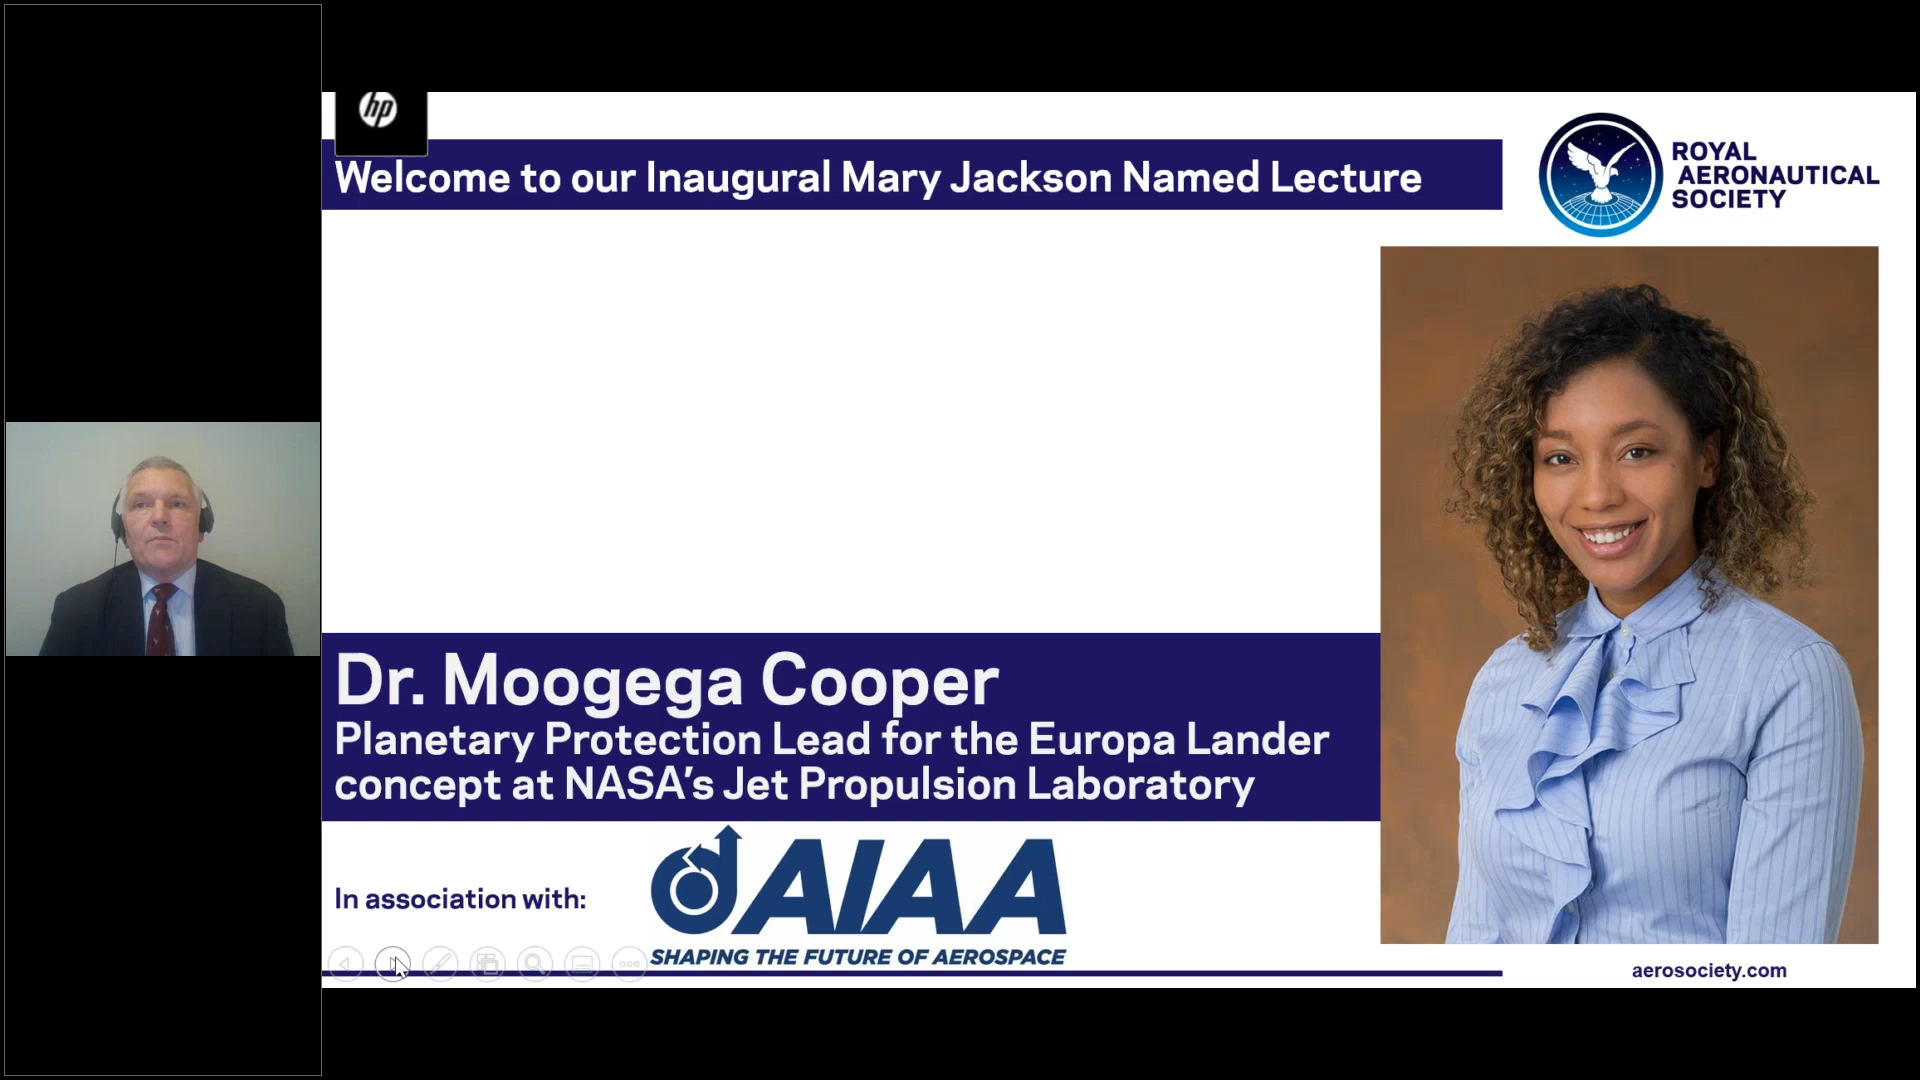 hp
Welcome to our Inaugural Mary Jackson Named Lecture
ROYAL
AERONAUTICAL
SOCIETY
Dr. Moogega Cooper
Planetary Protection Lead for the Europa Lander
concept at NASA's Jet Propulsion Laboratory
In association with:
AIAA
SHAPING THE FUTURE OF AEROSPACE
aerosociety.com